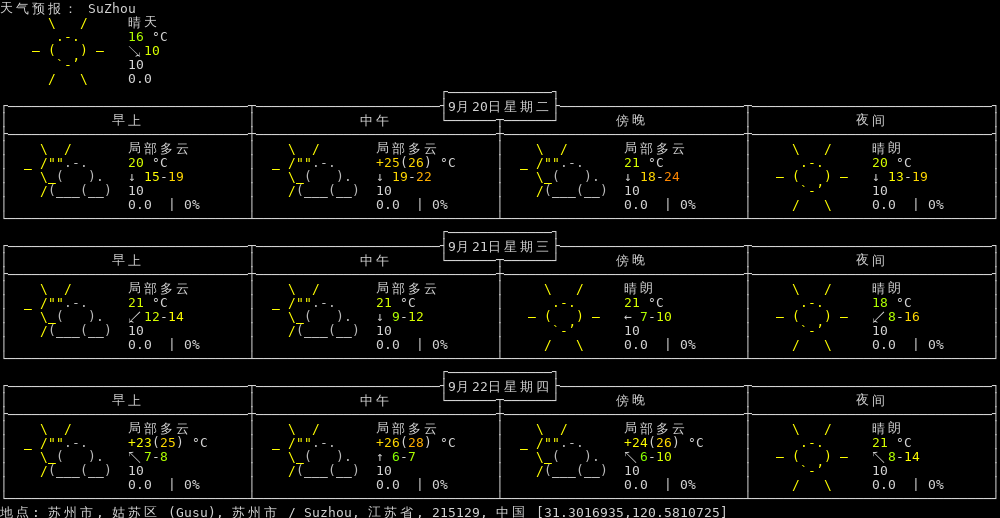 天气预报： SuZhou
晴天
16 °C
↘10
10
0.0
9月20日星期二
早上 中午 傍晚 夜间
局部多云 局部多云 局部多云 晴朗
20 °C +25(26) °C 21 °C 20 °C
↓ 15-19 ↓ 19-22 ↓ 18-24 ↓ 13-19
10 10 10 10
0.0 | 0% 0.0 | 0% 0.0 | 0% 0.0 | 0%
9月21日星期三
早上 中午 傍晚 夜间
局部多云 局部多云 晴朗 晴朗
21 °C 21 °C 21 °C 18 °C
↙12-14 ↓ 9-12 ← 7-10 ↙8-16
10 10 10 10
0.0 | 0% 0.0 | 0% 0.0 | 0% 0.0 | 0%
9月22日星期四
早上 中午 傍晚 夜间
局部多云 局部多云 局部多云 晴朗
+23(25) °C +26(28) °C +24(26) °C 21 °C
↖7-8 ↑ 6-7 ↖6-10 ↖8-14
10 10 10 10
0.0 | 0% 0.0 | 0% 0.0 | 0% 0.0 | 0%
地点: 苏州市, 姑苏区 (Gusu), 苏州市 / Suzhou, 江苏省, 215129, 中国 [31.3016935,120.5810725]